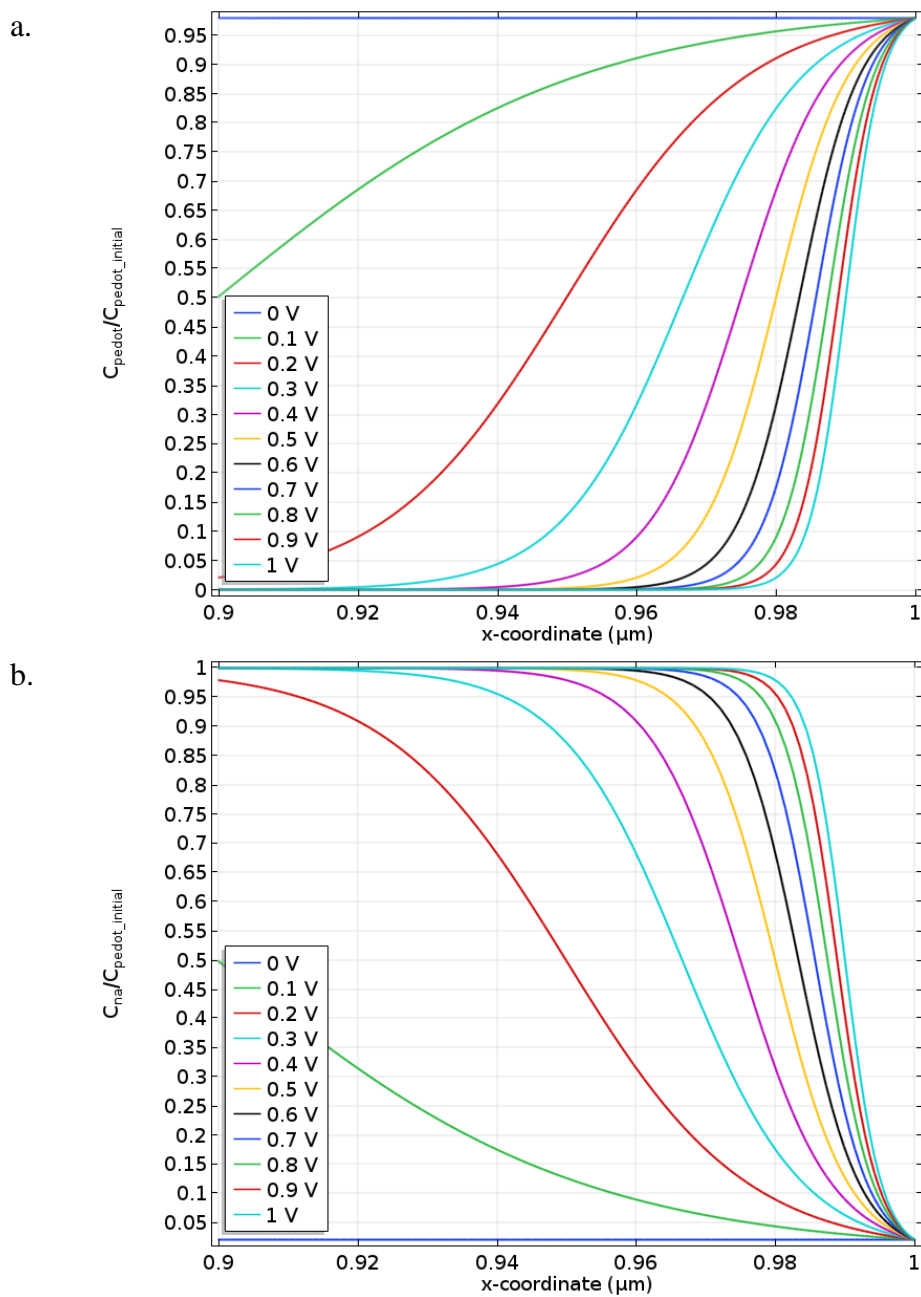 a.
0.95
0.9
0.85
0.8
0.75
0.7
0.65
0.6
0.55
0.5
0.45
0.4
0.35
0.3
0.25
0.2
0.15
0.1
0.05
0
C_pedot/C_pedot_initial
0 V
0.1 V
0.2 V
0.3 V
0.4 V
0.5 V
0.6 V
0.7 V
0.8 V
0.9 V
1 V
0.9 0.92 0.94 0.96 0.98 1
x-coordinate (µm)
b.
1
0.95
0.9
0.85
0.8
0.75
0.7
0.65
0.6
0.55
0.5
0.45
0.4
0.35
0.3
0.25
0.2
0.15
0.1
0.05
C_na/C_pedot_initial
0 V
0.1 V
0.2 V
0.3 V
0.4 V
0.5 V
0.6 V
0.7 V
0.8 V
0.9 V
1 V
0.9 0.92 0.94 0.96 0.98 1
x-coordinate (µm)